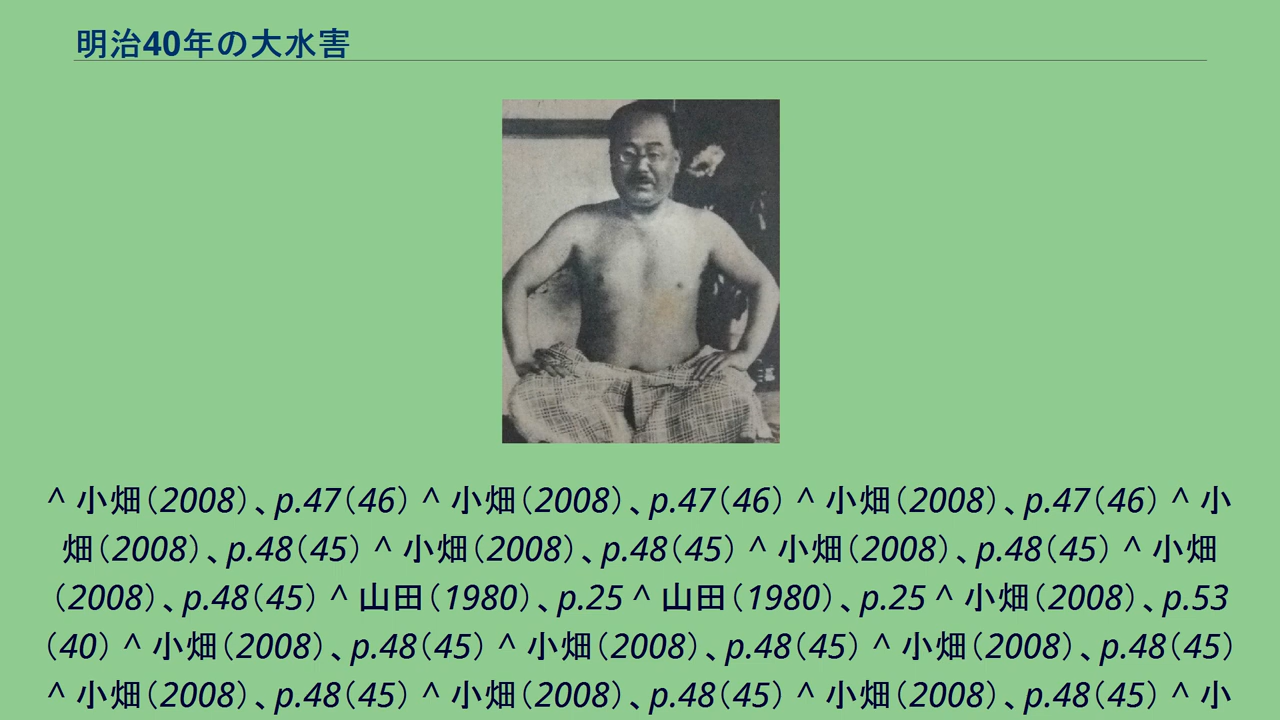 明治40年の大水害
^ 小畑（2008）、p.47（46） ^ 小畑（2008）、p.47（46） ^ 小畑（2008）、p.47（46） ^ 小
畑（2008）、p.48（45） ^ 小畑（2008）、p.48（45） ^ 小畑（2008）、p.48（45） ^ 小畑
（2008）、p.48（45） ^ 山田（1980）、p.25 ^ 山田（1980）、p.25 ^ 小畑（2008）、p.53
（40） ^ 小畑（2008）、p.48（45） ^ 小畑（2008）、p.48（45） ^ 小畑（2008）、p.48（45）
^ 小畑（2008）、p.48（45） ^ 小畑（2008）、p.48（45） ^ 小畑（2008）、p.48（45） ^ 小